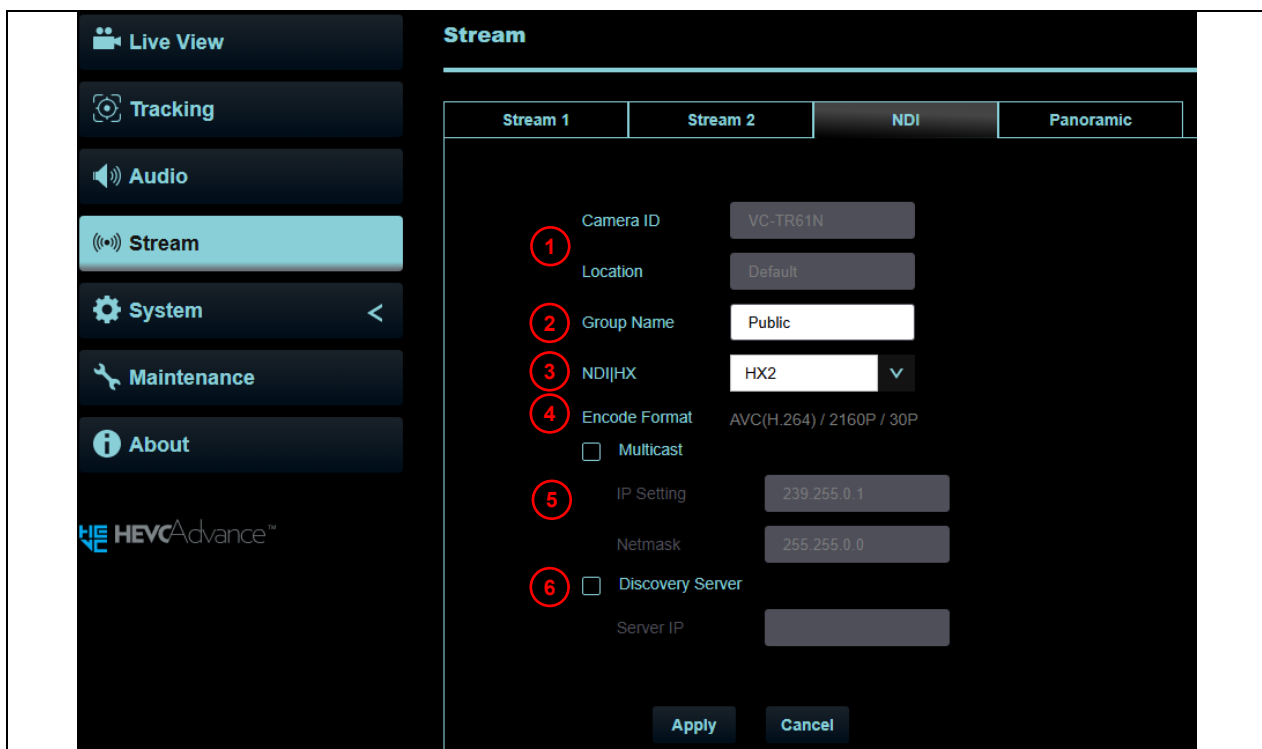 Live View
Tracking
Audio
Stream
System <
Maintenance
About
HEVCAdvance™
Stream
Stream 1 Stream 2 NDI Panoramic
1
Camera ID VC-TR61N
Location Default
2 Group Name Public
3 NDI|HX HX2
4 Encode Format AVC(H.264) / 2160P / 30P
Multicast
5 IP Setting 239.255.0.1
Netmask 255.255.0.0
6 Discovery Server
Server IP
Apply Cancel